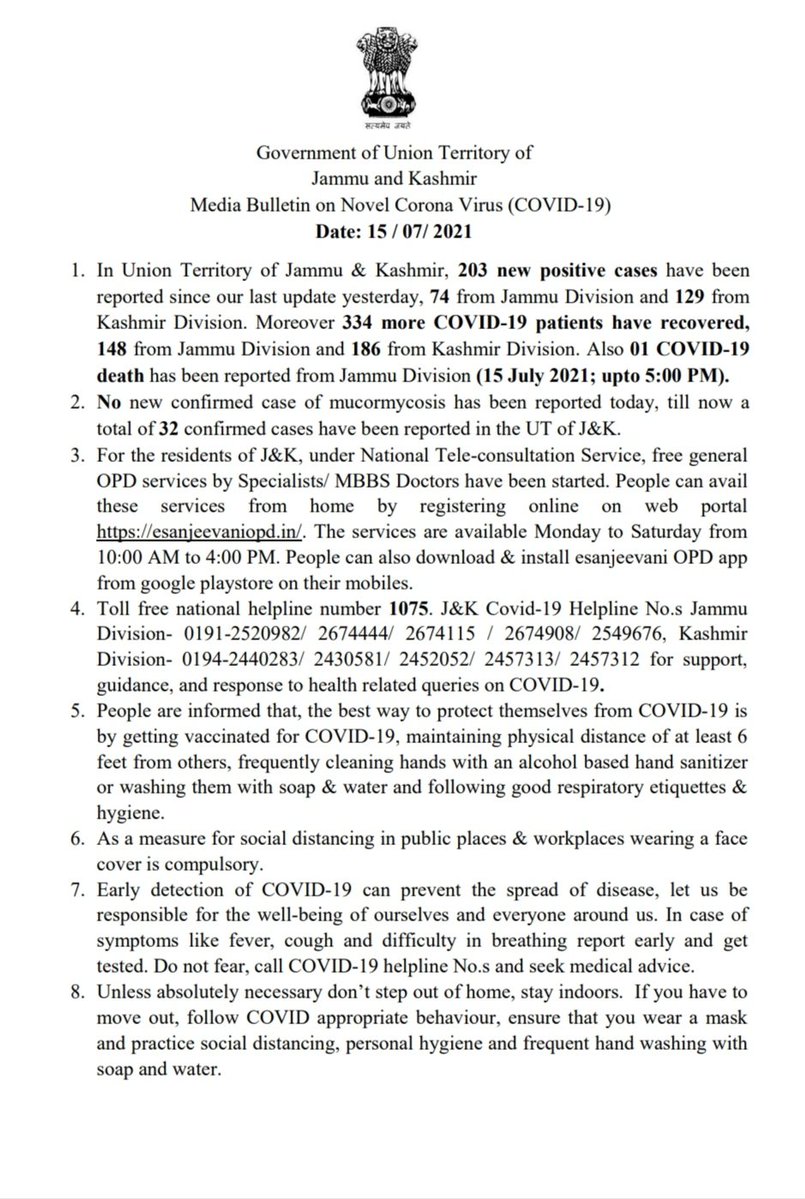 सत्यमेव जयते
Government of Union Territory of
Jammu and Kashmir
Media Bulletin on Novel Corona Virus (COVID-19)
Date: 15 / 07/ 2021
1. In Union Territory of Jammu & Kashmir, 203 new positive cases have been
reported since our last update yesterday, 74 from Jammu Division and 129 from
Kashmir Division. Moreover 334 more COVID-19 patients have recovered,
148 from Jammu Division and 186 from Kashmir Division. Also 01 COVID-19
death has been reported from Jammu Division (15 July 2021; upto 5:00 PM).
2. No new confirmed case of mucormycosis has been reported today, till now a
total of 32 confirmed cases have been reported in the UT of J&K.
3. For the residents of J&K, under National Tele-consultation Service, free general
OPD services by Specialists/ MBBS Doctors have been started. People can avail
these services from home by registering online on web portal
https://esanjeevaniopd.in/. The services are available Monday to Saturday from
10:00 AM to 4:00 PM. People can also download & install esanjeevani OPD app
from google playstore on their mobiles.
4. Toll free national helpline number 1075. J&K Covid-19 Helpline No.s Jammu
Division- 0191-2520982/ 2674444/ 2674115 / 2674908/ 2549676, Kashmir
Division- 0194-2440283/ 2430581/ 2452052/ 2457313/ 2457312 for support,
guidance, and response to health related queries on COVID-19.
5. People are informed that, the best way to protect themselves from COVID-19 is
by getting vaccinated for COVID-19, maintaining physical distance of at least 6
feet from others, frequently cleaning hands with an alcohol based hand sanitizer
or washing them with soap & water and following good respiratory etiquettes &
hygiene.
6. As a measure for social distancing in public places & workplaces wearing a face
cover is compulsory.
7. Early detection of COVID-19 can prevent the spread of disease, let us be
responsible for the well-being of ourselves and everyone around us. In case of
symptoms like fever, cough and difficulty in breathing report early and get
tested. Do not fear, call COVID-19 helpline No.s and seek medical advice.
8. Unless absolutely necessary don’t step out of home, stay indoors. If you have to
move out, follow COVID appropriate behaviour, ensure that you wear a mask
and practice social distancing, personal hygiene and frequent hand washing with
soap and water.